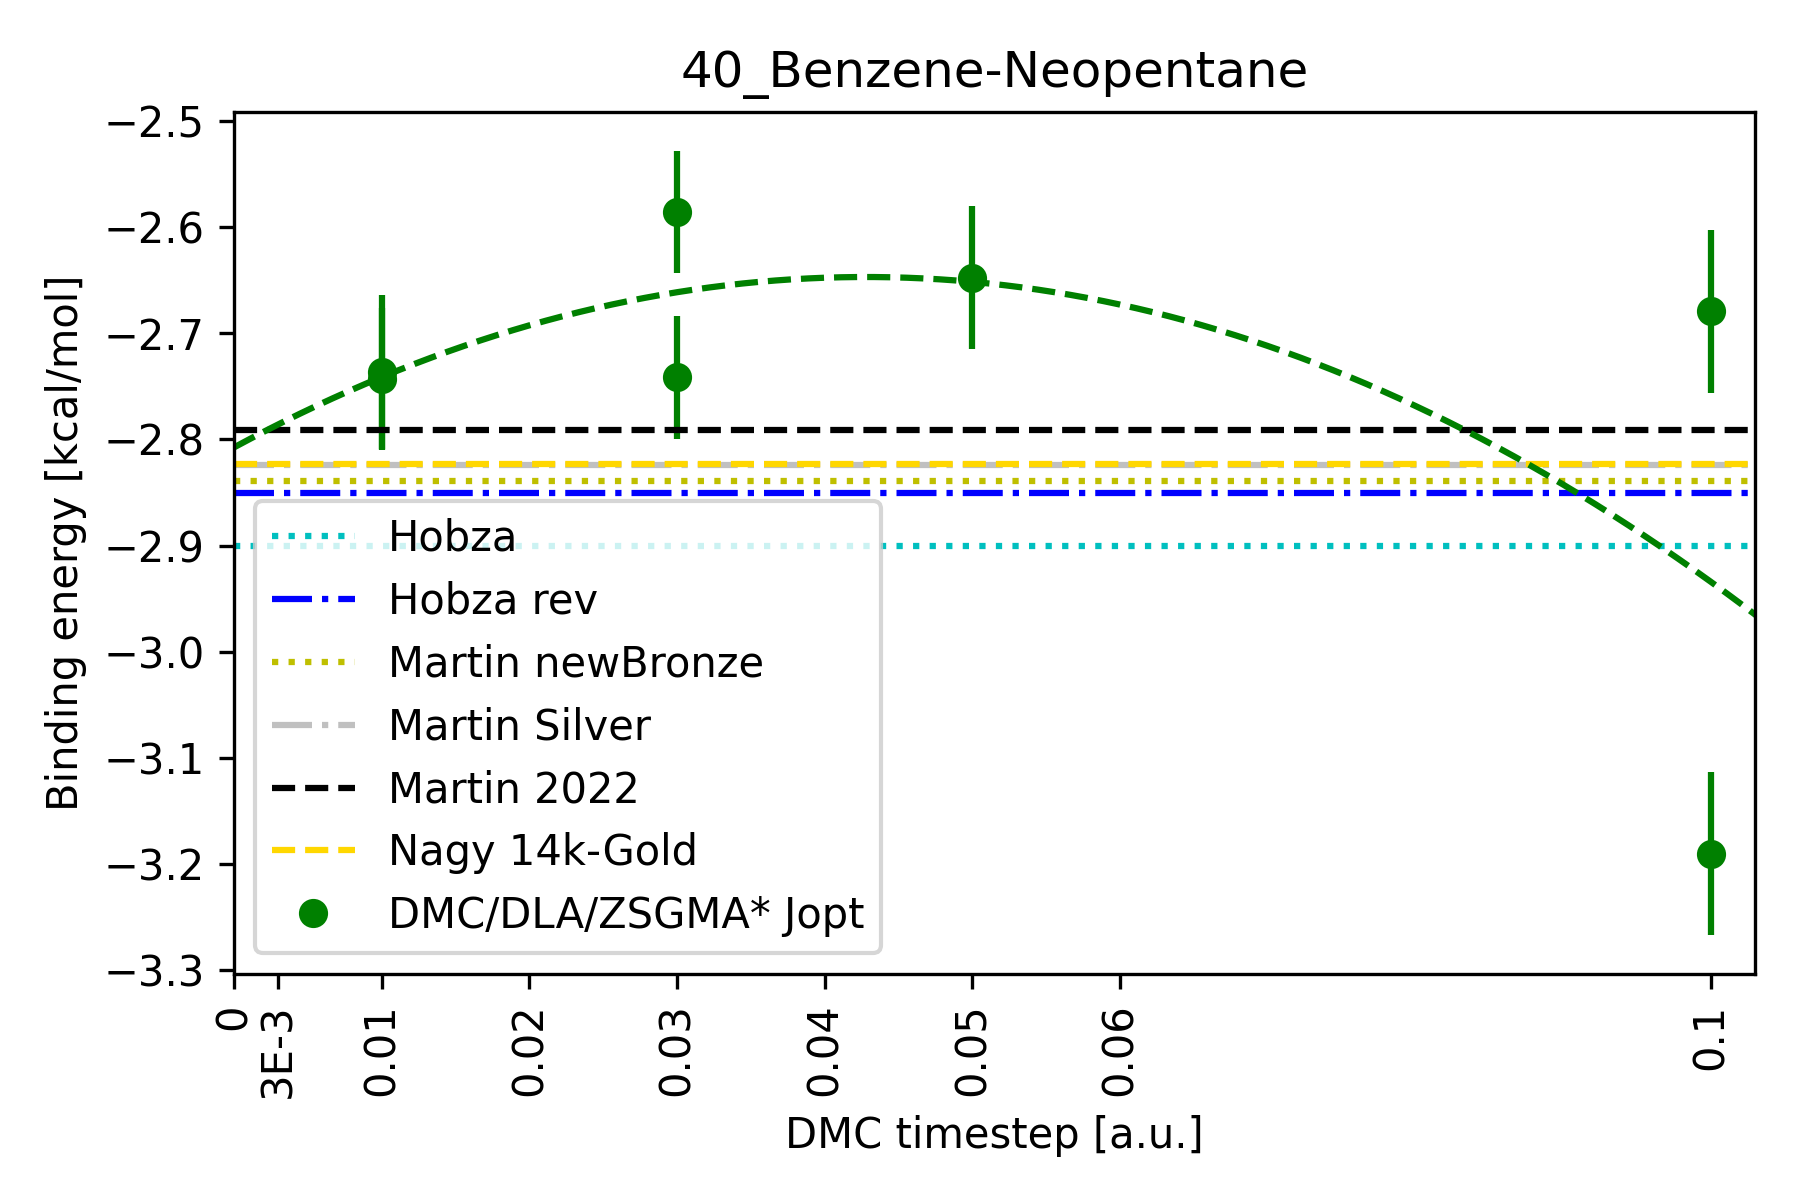 40_Benzene-Neopentane
Binding energy [kcal/mol]
−2.5
−2.6
−2.7
−2.8
−2.9
−3.0
−3.1
−3.2
−3.3
Hobza
Hobza rev
Martin newBronze
Martin Silver
Martin 2022
Nagy 14k-Gold
DMC/DLA/ZSGMA* Jopt
0
3E-3
0.01
0.02
0.03
0.04
0.05
0.06
0.1
DMC timestep [a.u.]